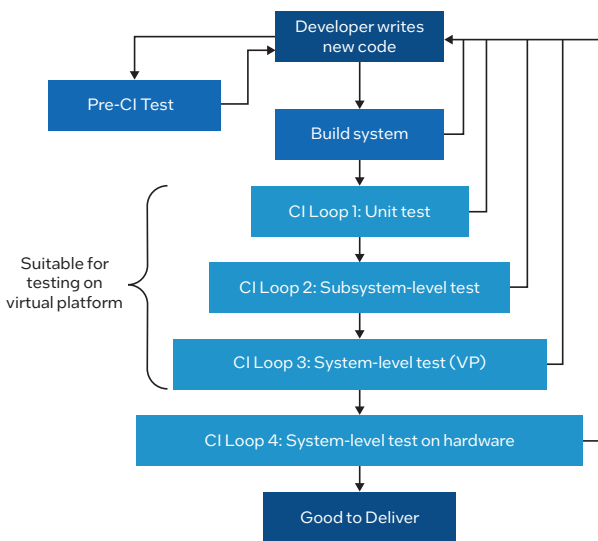 Developer writes
new code
Pre-CI Test
Build system
CI Loop 1: Unit test
Suitable for
testing on
virtual platform
CI Loop 2: Subsystem-level test
CI Loop 3: System-level test (VP)
CI Loop 4: System-level test on hardware
Good to Deliver